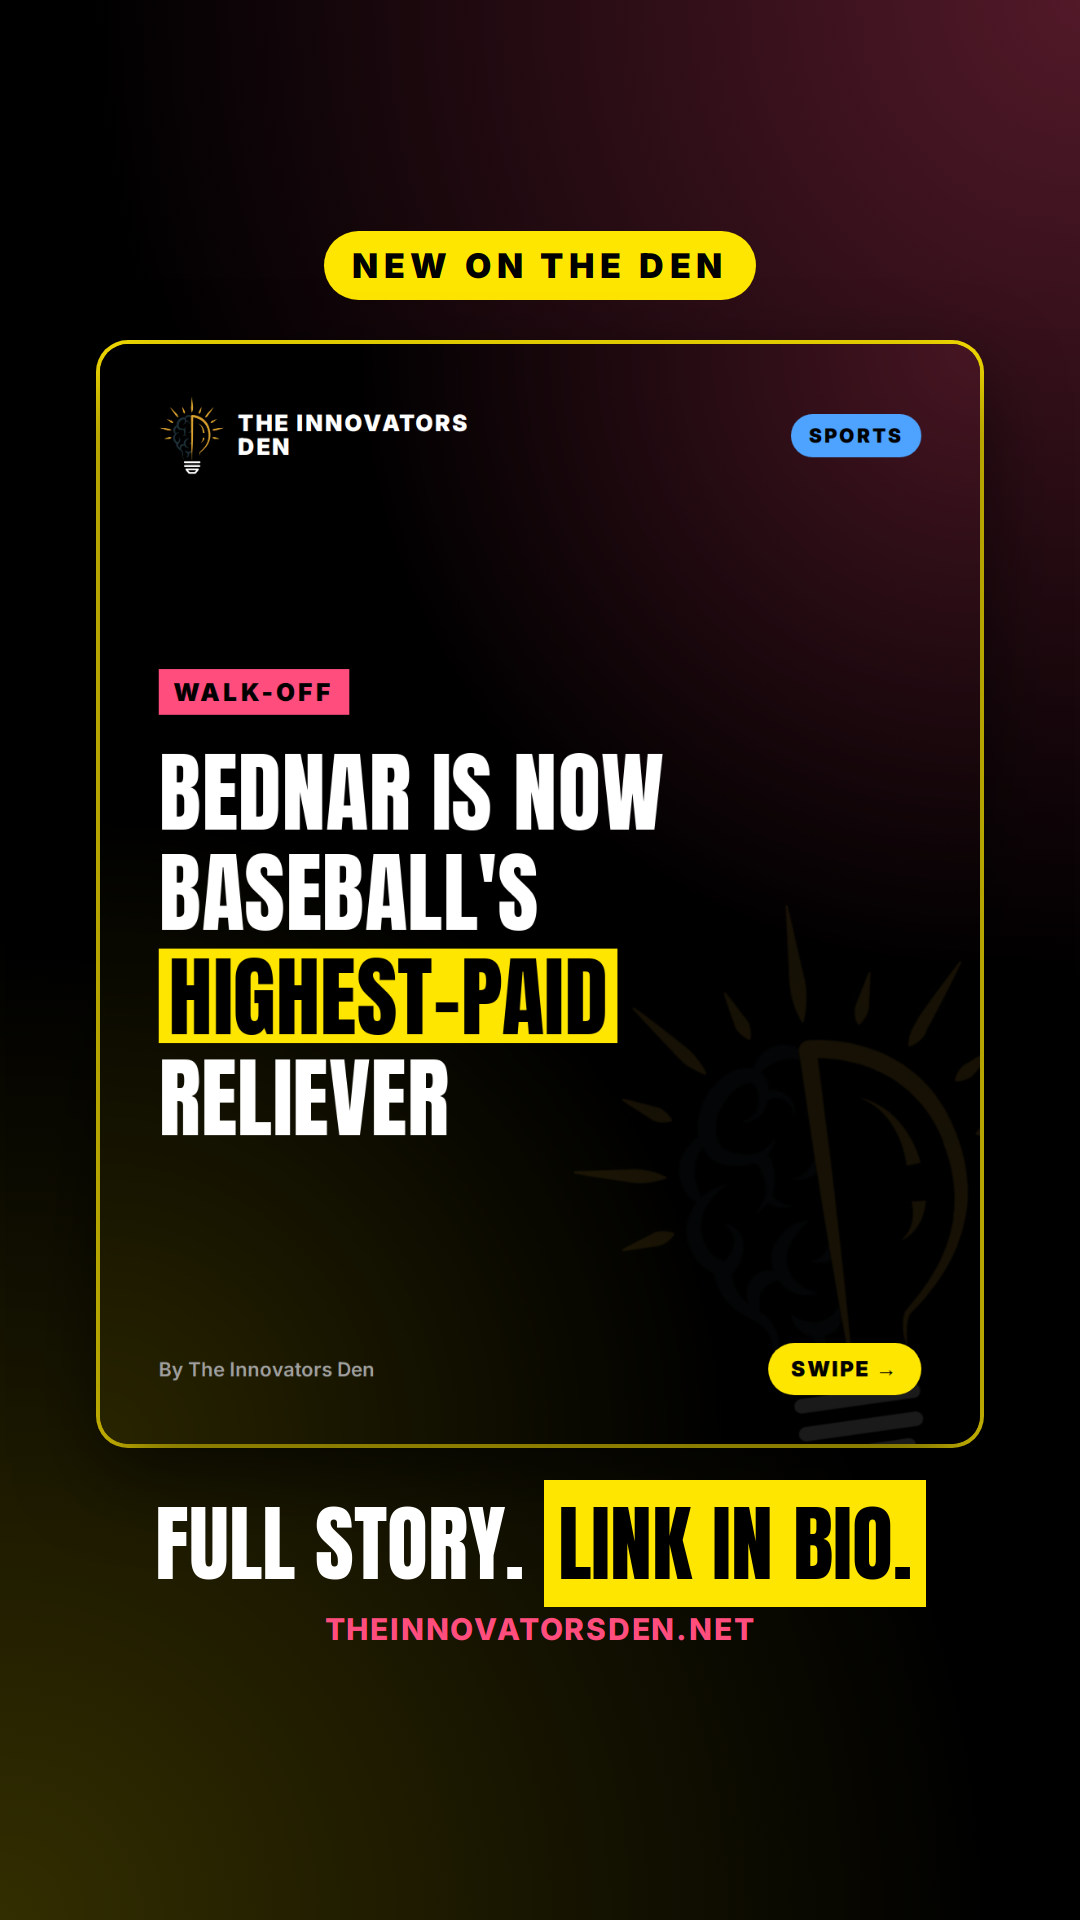 NEW ON THE DEN
THE INNOVATORS
DEN
SPORTS
WALK-OFF
BEDNAR IS NOW
BASEBALL'S
HIGHEST-PAID
RELIEVER
By The Innovators Den
SWIPE →
FULL STORY. LINK IN BIO.
THEINNOVATORSDEN.NET